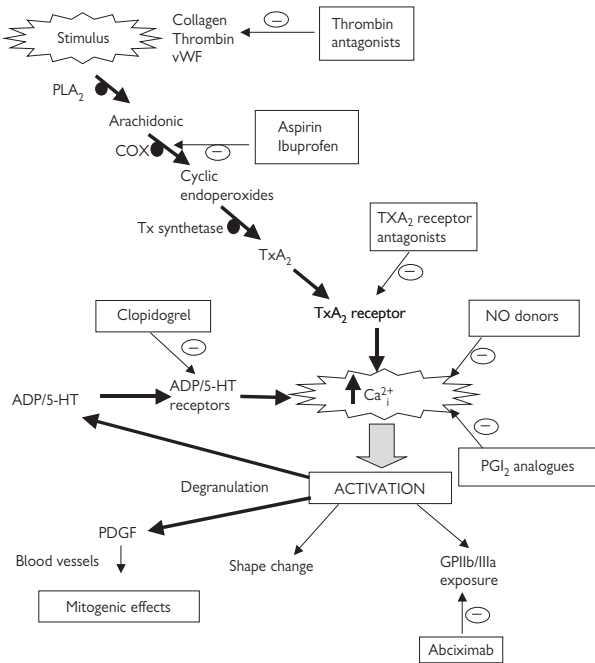 Stimulus
Collagen
Thrombin
vWF
⊖
Thrombin
antagonists
PLA₂
Arachidonic
COX
⊖
Aspirin
Ibuprofen
Cyclic
endoperoxides
Tx synthetase
TxA₂
TXA₂ receptor
antagonists
⊖
TxA₂ receptor
Clopidogrel
⊖
NO donors
⊖
ADP/5-HT
ADP/5-HT
receptors
Ca²⁺ᵢ
⊖
PGI₂ analogues
Degranulation
ACTIVATION
PDGF
Blood vessels
Mitogenic effects
Shape change
GPIIb/IIIa
exposure
⊖
Abciximab